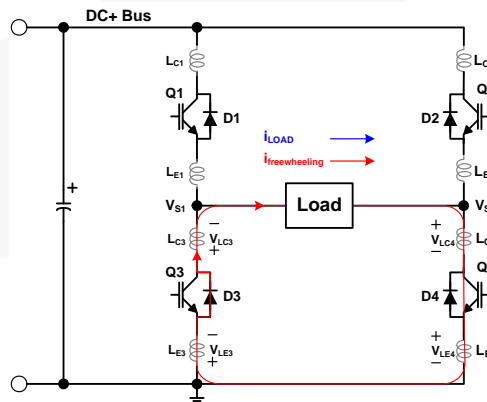 DC+ Bus
LC1
Q1
D1
D2
LE1
iLOAD
ifreewheeling
VS1
Load
LC3
−
VLC3
+
+
VLC4
−
Q3
D3
D4
LE3
−
VLE3
+
+
VLE4
−
+